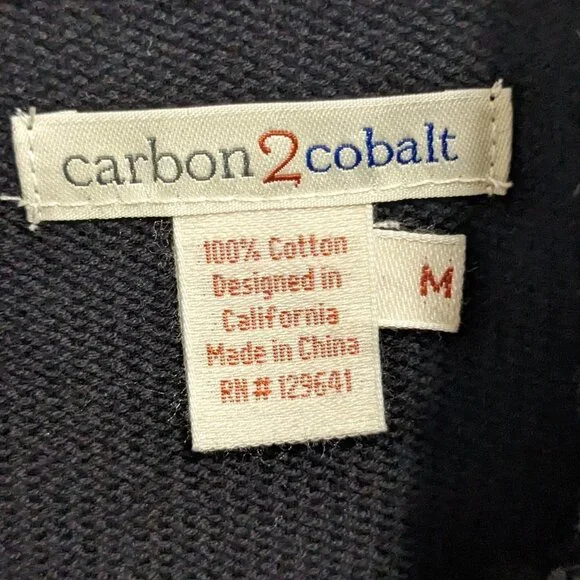 carbon2cobalt
100% Cotton
Designed in
California
Made in China
RN # 129641
M